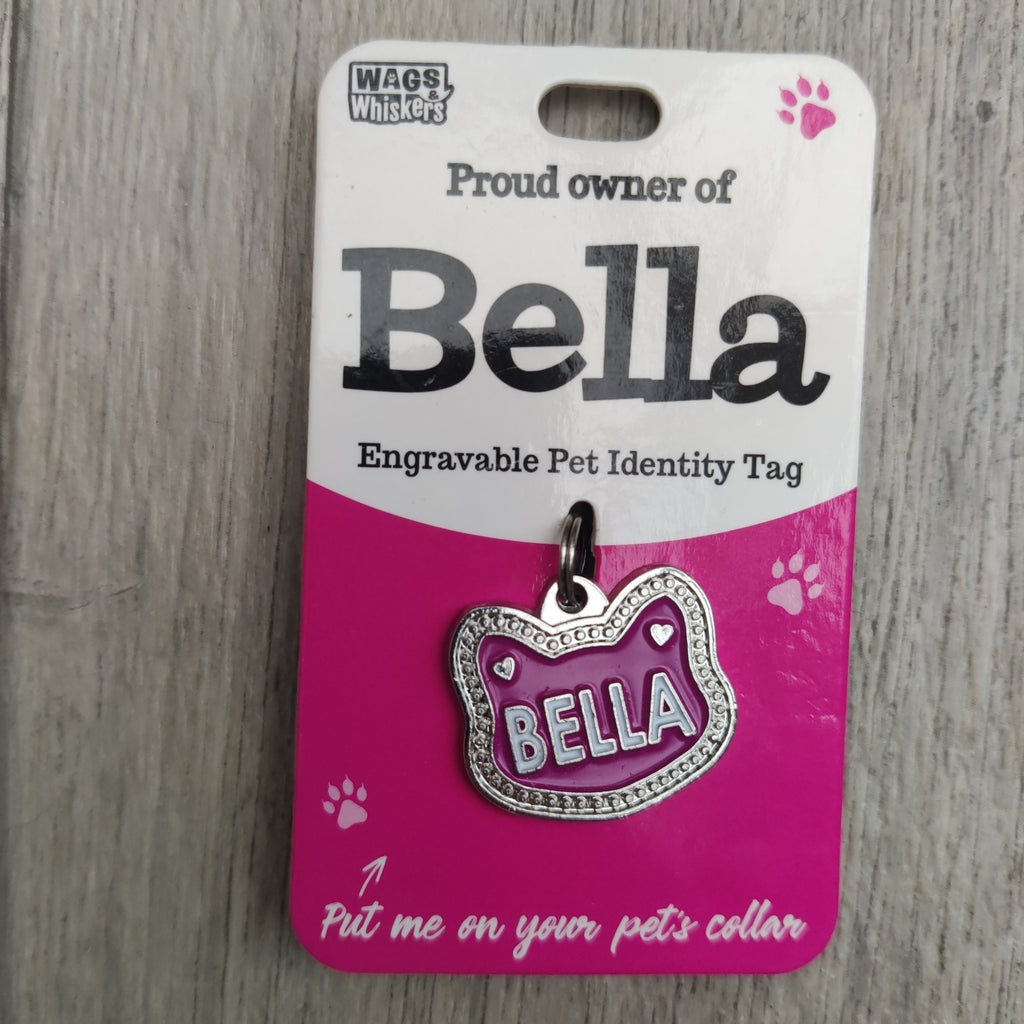 WAGS
&
Whiskers
Proud owner of
Bella
Engravable Pet Identity Tag
BELLA
Put me on your pet's collar